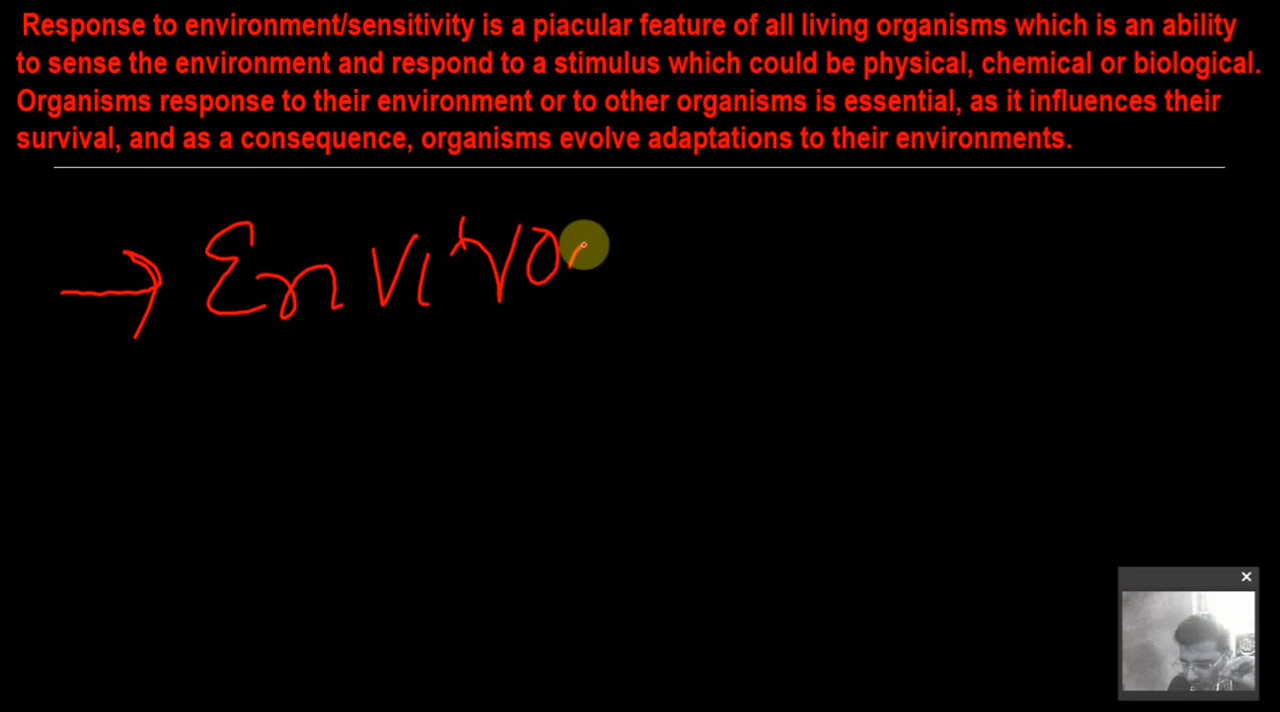 Response to environment/sensitivity is a piacular feature of all living organisms which is an ability
to sense the environment and respond to a stimulus which could be physical, chemical or biological.
Organisms response to their environment or to other organisms is essential, as it influences their
survival, and as a consequence, organisms evolve adaptations to their environments.
→ Enviro